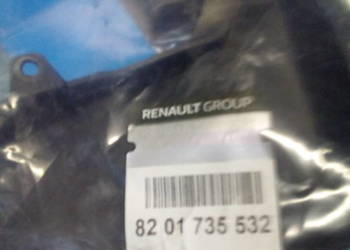 RENAULT GROUP
82 01 735 532